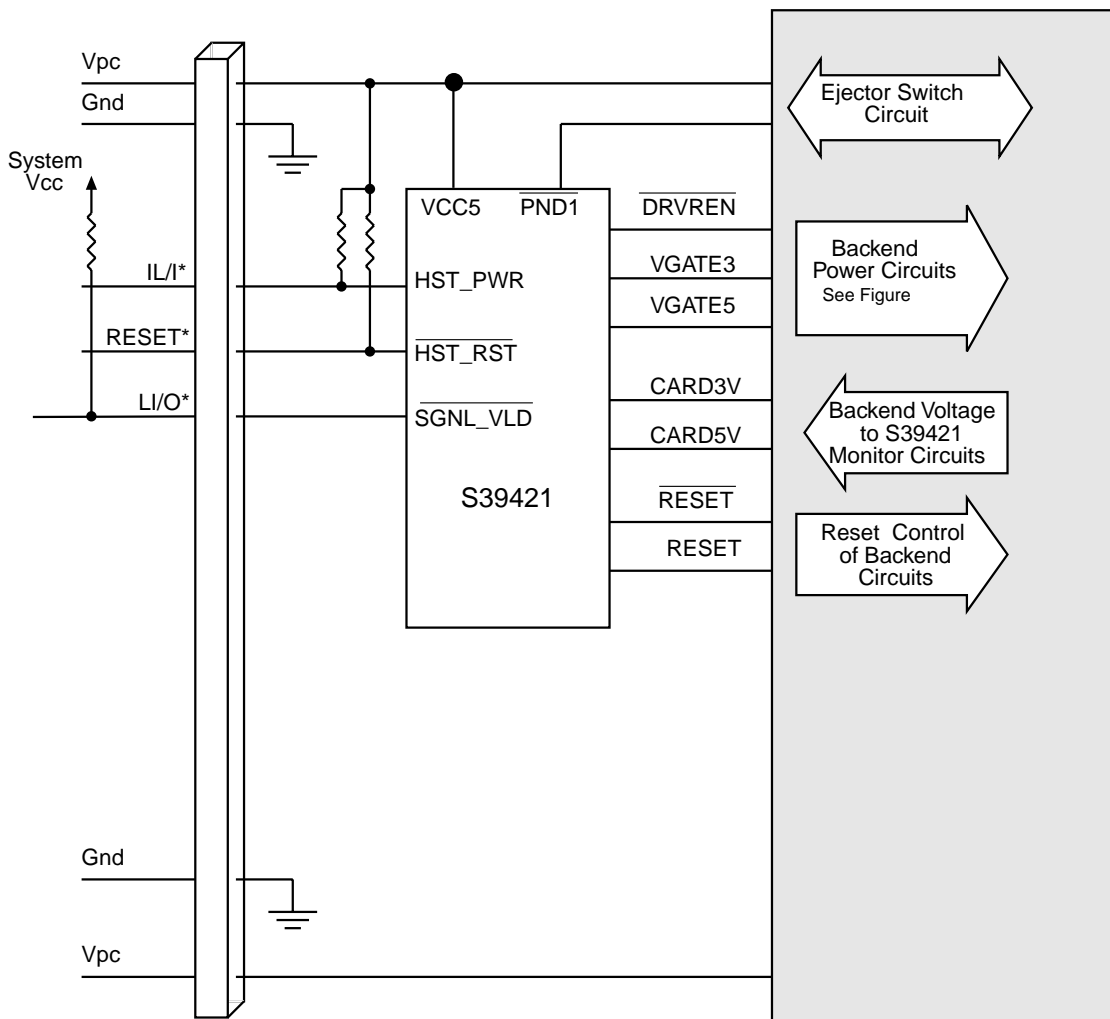 Vpc
Gnd
System
Vcc
IL/I*
RESET*
LI/O*
VCC5
PND1
HST_PWR
HST_RST
SGNL_VLD
S39421
DRVREN
VGATE3
VGATE5
CARD3V
CARD5V
RESET
RESET
Ejector Switch
Circuit
Backend
Power Circuits
See Figure
Backend Voltage
to S39421
Monitor Circuits
Reset Control
of Backend
Circuits
Gnd
Vpc